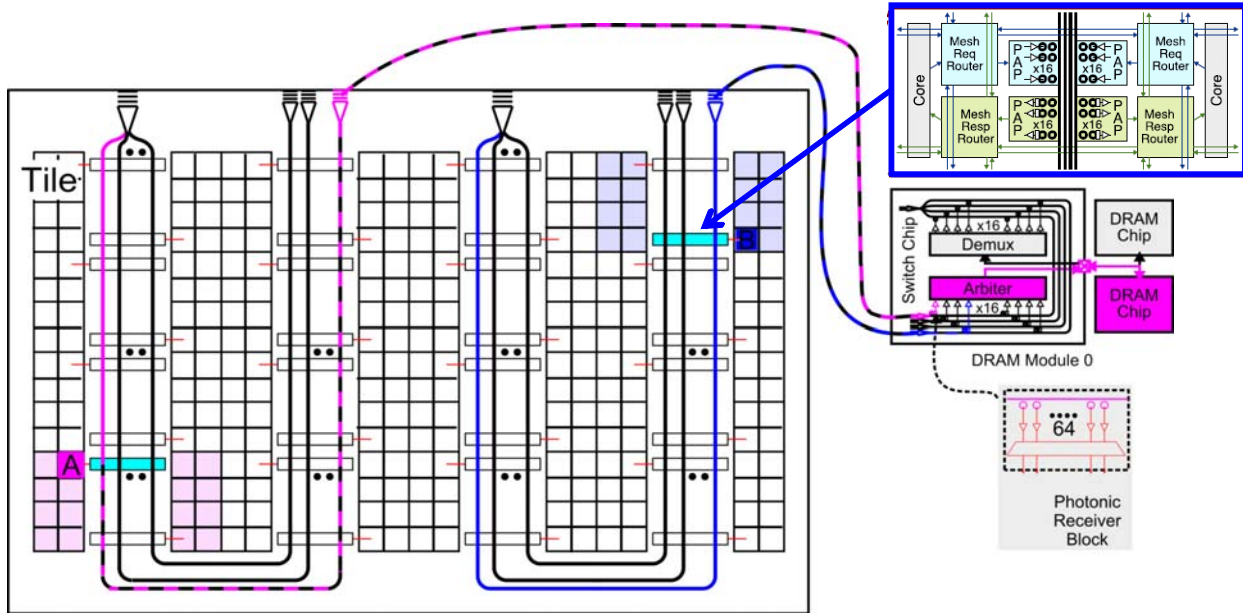 Tile
A
B
Core
Mesh
Req
Router
P
A
P
x16
x16
P
A
P
Mesh
Req
Router
Core
Mesh
Resp
Router
P
A
P
x16
x16
P
A
P
Mesh
Resp
Router
Switch Chip
x16
Demux
Arbiter
x16
DRAM
Chip
DRAM
Chip
DRAM Module 0
64
Photonic
Receiver
Block